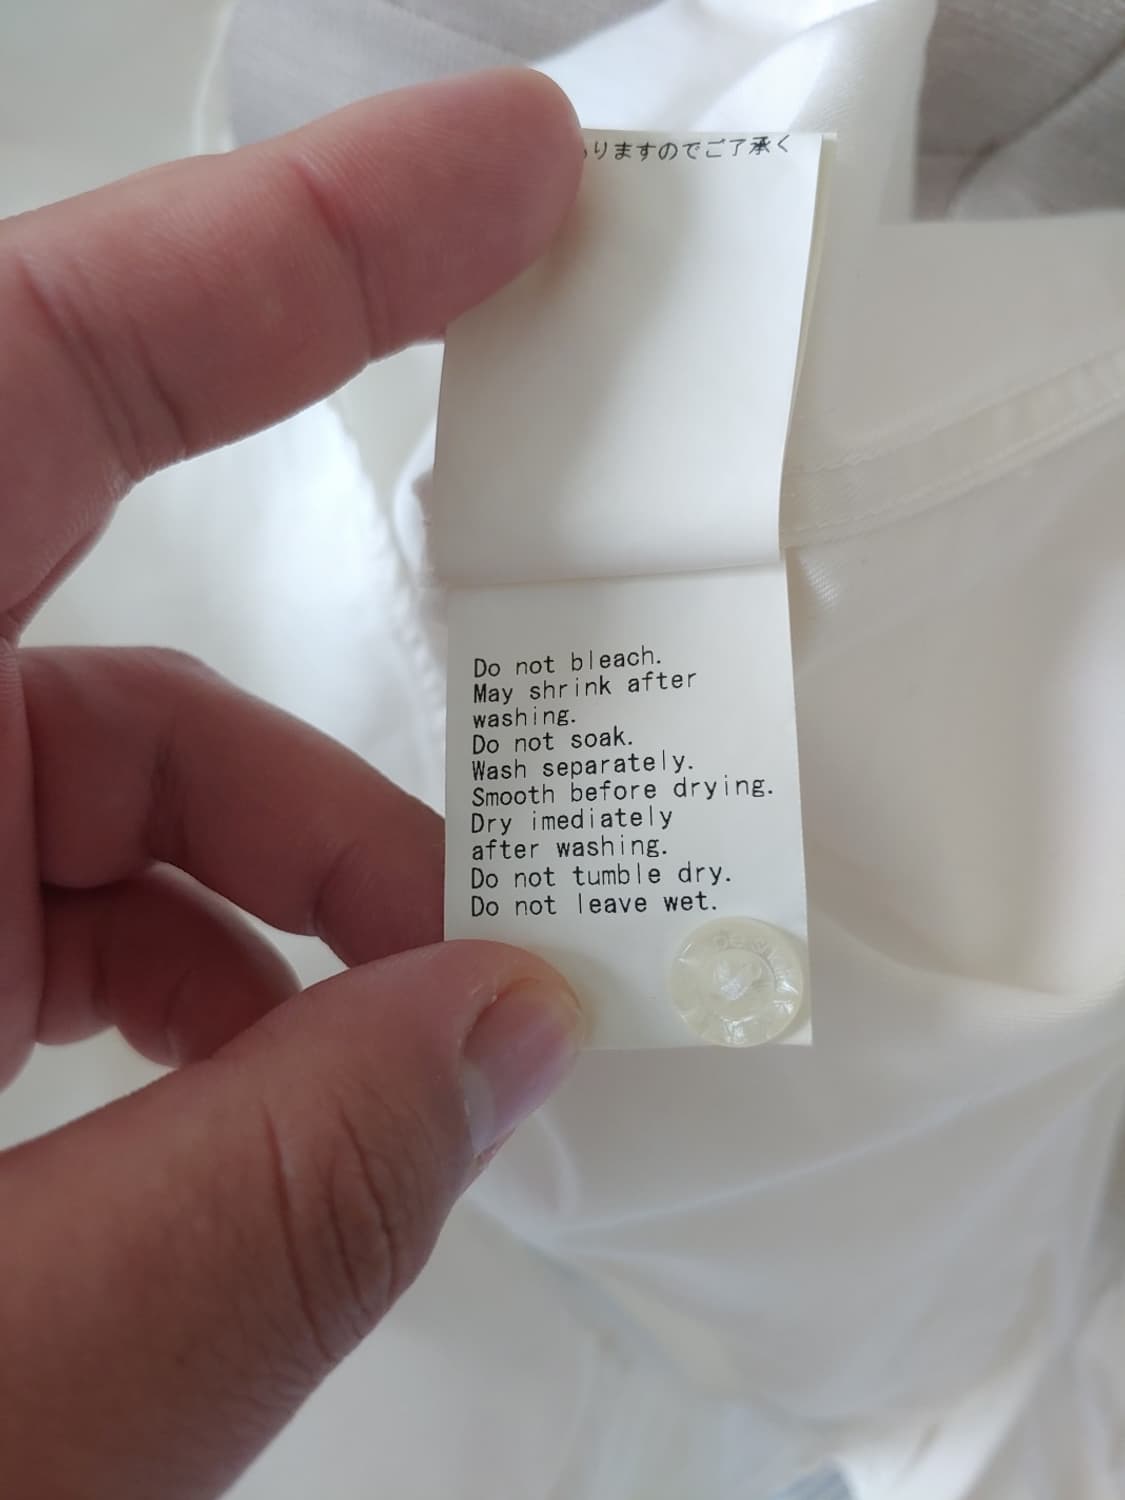 りますのでご了承く
Do not bleach.
May shrink after
washing.
Do not soak.
Wash separately.
Smooth before drying.
Dry imediately
after washing.
Do not tumble dry.
Do not leave wet.